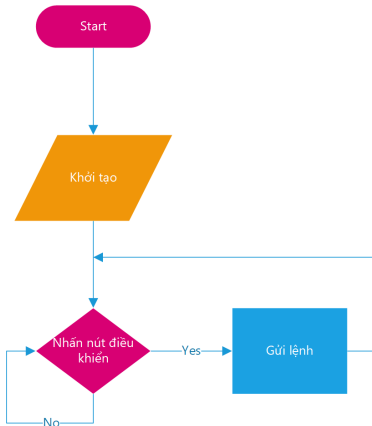 Start
Khởi tạo
Nhấn nút điều
khiển
Yes
Gửi lệnh
No